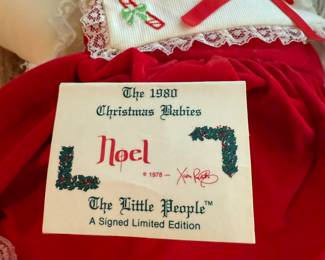 The 1980
Christmas Babies
Noel
© 1978 —
The Little People™
A Signed Limited Edition